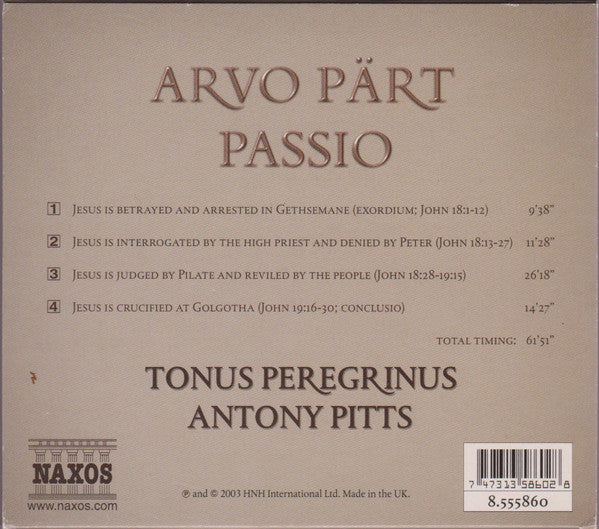 ARVO PÄRT
PASSIO
1 JESUS IS BETRAYED AND ARRESTED IN GETHSEMANE (EXORDIUM; JOHN 18:1-12) 9'38"
2 JESUS IS INTERROGATED BY THE HIGH PRIEST AND DENIED BY PETER (JOHN 18:13-27) 11'28"
3 JESUS IS JUDGED BY PILATE AND REVILED BY THE PEOPLE (JOHN 18:28-19:15) 26'18"
4 JESUS IS CRUCIFIED AT GOLGOTHA (JOHN 19:16-30; CONCLUSIO) 14'27"
TOTAL TIMING: 61'51"
TONUS PEREGRINUS
ANTONY PITTS
NAXOS
www.naxos.com
℗ and © 2003 HNH International Ltd. Made in the UK.
7 47313 58602 8
8.555860